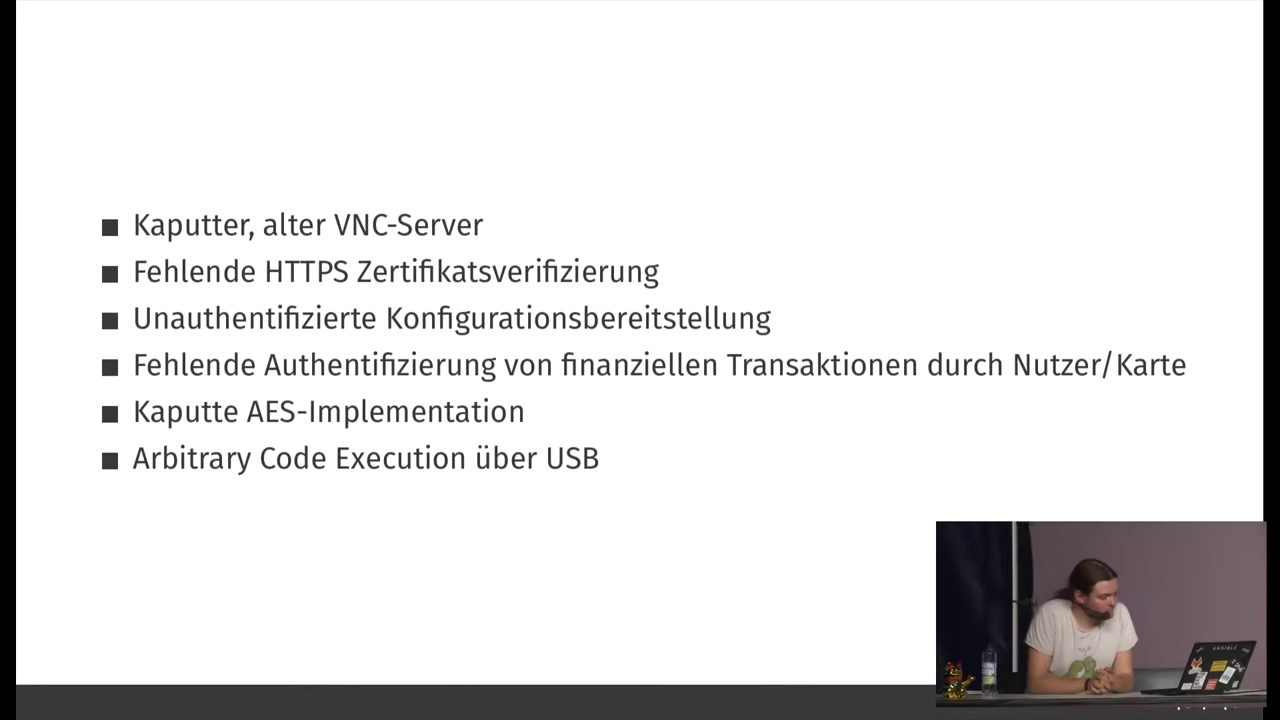 Kaputter, alter VNC-Server
Fehlende HTTPS Zertifikatsverifizierung
Unauthentifizierte Konfigurationsbereitstellung
Fehlende Authentifizierung von finanziellen Transaktionen durch Nutzer/Karte
Kaputte AES-Implementation
Arbitrary Code Execution über USB
ANSIBLE